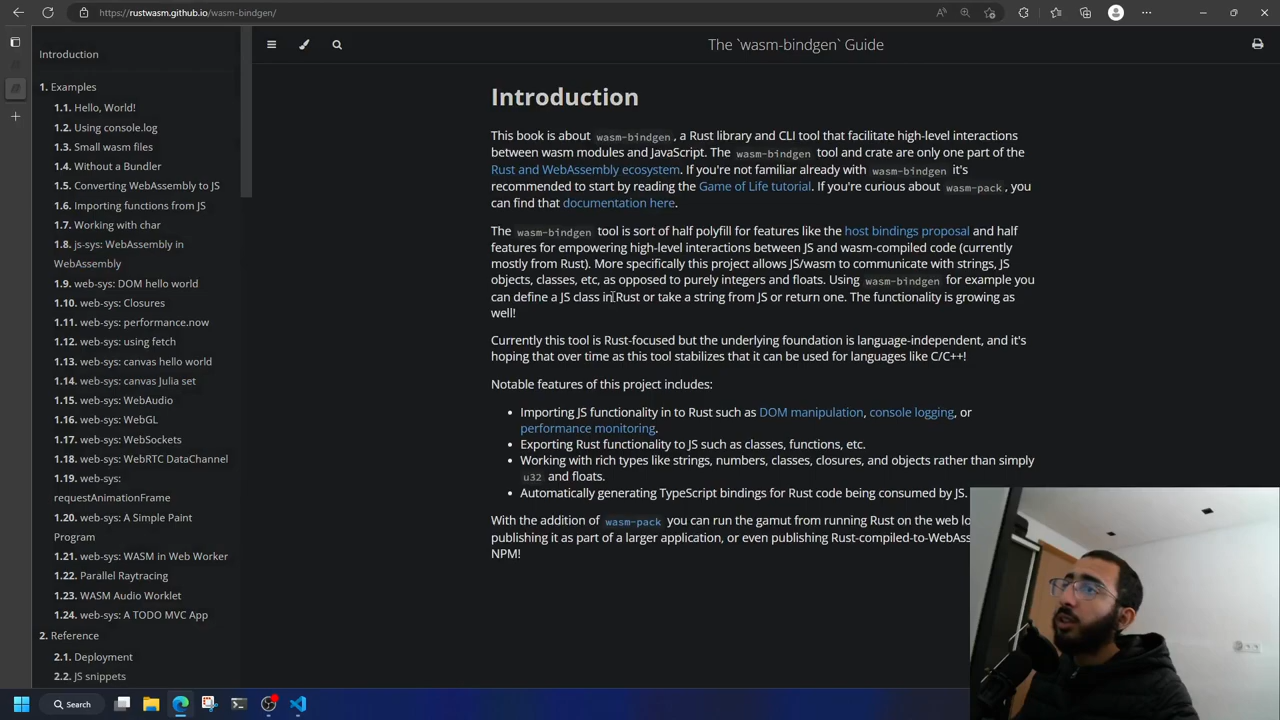 https://rustwasm.github.io/wasm-bindgen/
The `wasm-bindgen` Guide
Introduction
1. Examples
1.1. Hello, World!
1.2. Using console.log
1.3. Small wasm files
1.4. Without a Bundler
1.5. Converting WebAssembly to JS
1.6. Importing functions from JS
1.7. Working with char
1.8. js-sys: WebAssembly in
WebAssembly
1.9. web-sys: DOM hello world
1.10. web-sys: Closures
1.11. web-sys: performance.now
1.12. web-sys: using fetch
1.13. web-sys: canvas hello world
1.14. web-sys: canvas Julia set
1.15. web-sys: WebAudio
1.16. web-sys: WebGL
1.17. web-sys: WebSockets
1.18. web-sys: WebRTC DataChannel
1.19. web-sys:
requestAnimationFrame
1.20. web-sys: A Simple Paint
Program
1.21. web-sys: WASM in Web Worker
1.22. Parallel Raytracing
1.23. WASM Audio Worklet
1.24. web-sys: A TODO MVC App
2. Reference
2.1. Deployment
2.2. JS snippets
Introduction
This book is about wasm-bindgen, a Rust library and CLI tool that facilitate high-level interactions
between wasm modules and JavaScript. The wasm-bindgen tool and crate are only one part of the
Rust and WebAssembly ecosystem. If you're not familiar already with wasm-bindgen it's
recommended to start by reading the Game of Life tutorial. If you're curious about wasm-pack, you
can find that documentation here.
The wasm-bindgen tool is sort of half polyfill for features like the host bindings proposal and half
features for empowering high-level interactions between JS and wasm-compiled code (currently
mostly from Rust). More specifically this project allows JS/wasm to communicate with strings, JS
objects, classes, etc, as opposed to purely integers and floats. Using wasm-bindgen for example you
can define a JS class in Rust or take a string from JS or return one. The functionality is growing as
well!
Currently this tool is Rust-focused but the underlying foundation is language-independent, and it's
hoping that over time as this tool stabilizes that it can be used for languages like C/C++!
Notable features of this project includes:
• Importing JS functionality in to Rust such as DOM manipulation, console logging, or
performance monitoring.
• Exporting Rust functionality to JS such as classes, functions, etc.
• Working with rich types like strings, numbers, classes, closures, and objects rather than simply
u32 and floats.
• Automatically generating TypeScript bindings for Rust code being consumed by JS.
With the addition of wasm-pack you can run the gamut from running Rust on the web
publishing it as part of a larger application, or even publishing
NPM!
Search